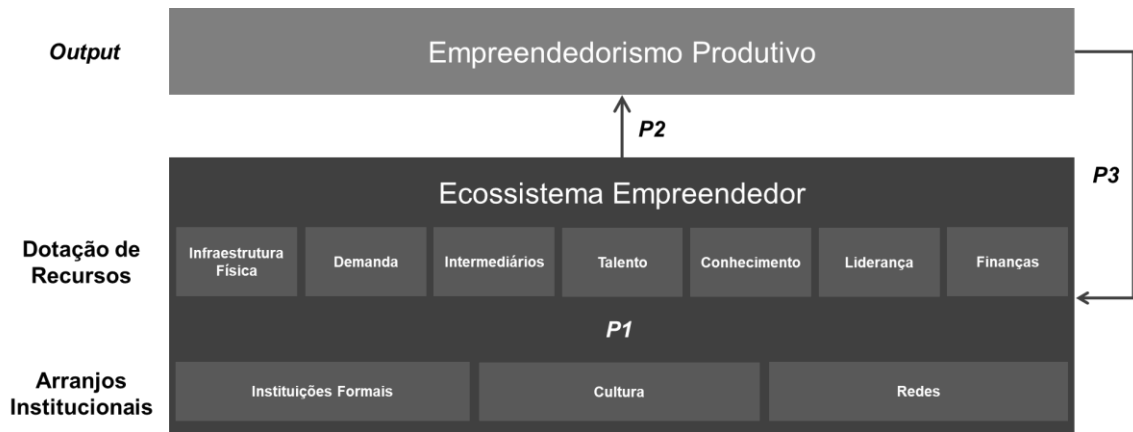 Output
Empreendedorismo Produtivo
P2
P3
Ecossistema Empreendedor
Dotação de
Recursos
Infraestrutura
Física
Demanda
Intermediários
Talento
Conhecimento
Liderança
Finanças
P1
Arranjos
Institucionais
Instituições Formais
Cultura
Redes